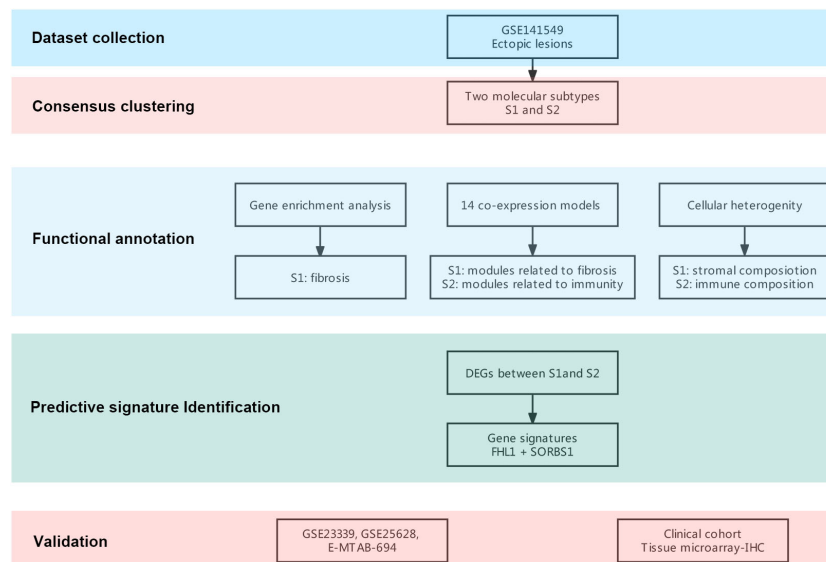 Dataset collection
GSE141549
Ectopic lesions
Consensus clustering
Two molecular subtypes
S1 and S2
Functional annotation
Gene enrichment analysis
14 co-expression models
Cellular heterogenity
S1: fibrosis
S1: modules related to fibrosis
S2: modules related to immunity
S1: stromal composiotion
S2: immune composition
Predictive signature Identification
DEGs between S1and S2
Gene signatures
FHL1 + SORBS1
Validation
GSE23339, GSE25628,
E-MTAB-694
Clinical cohort
Tissue microarray-IHC